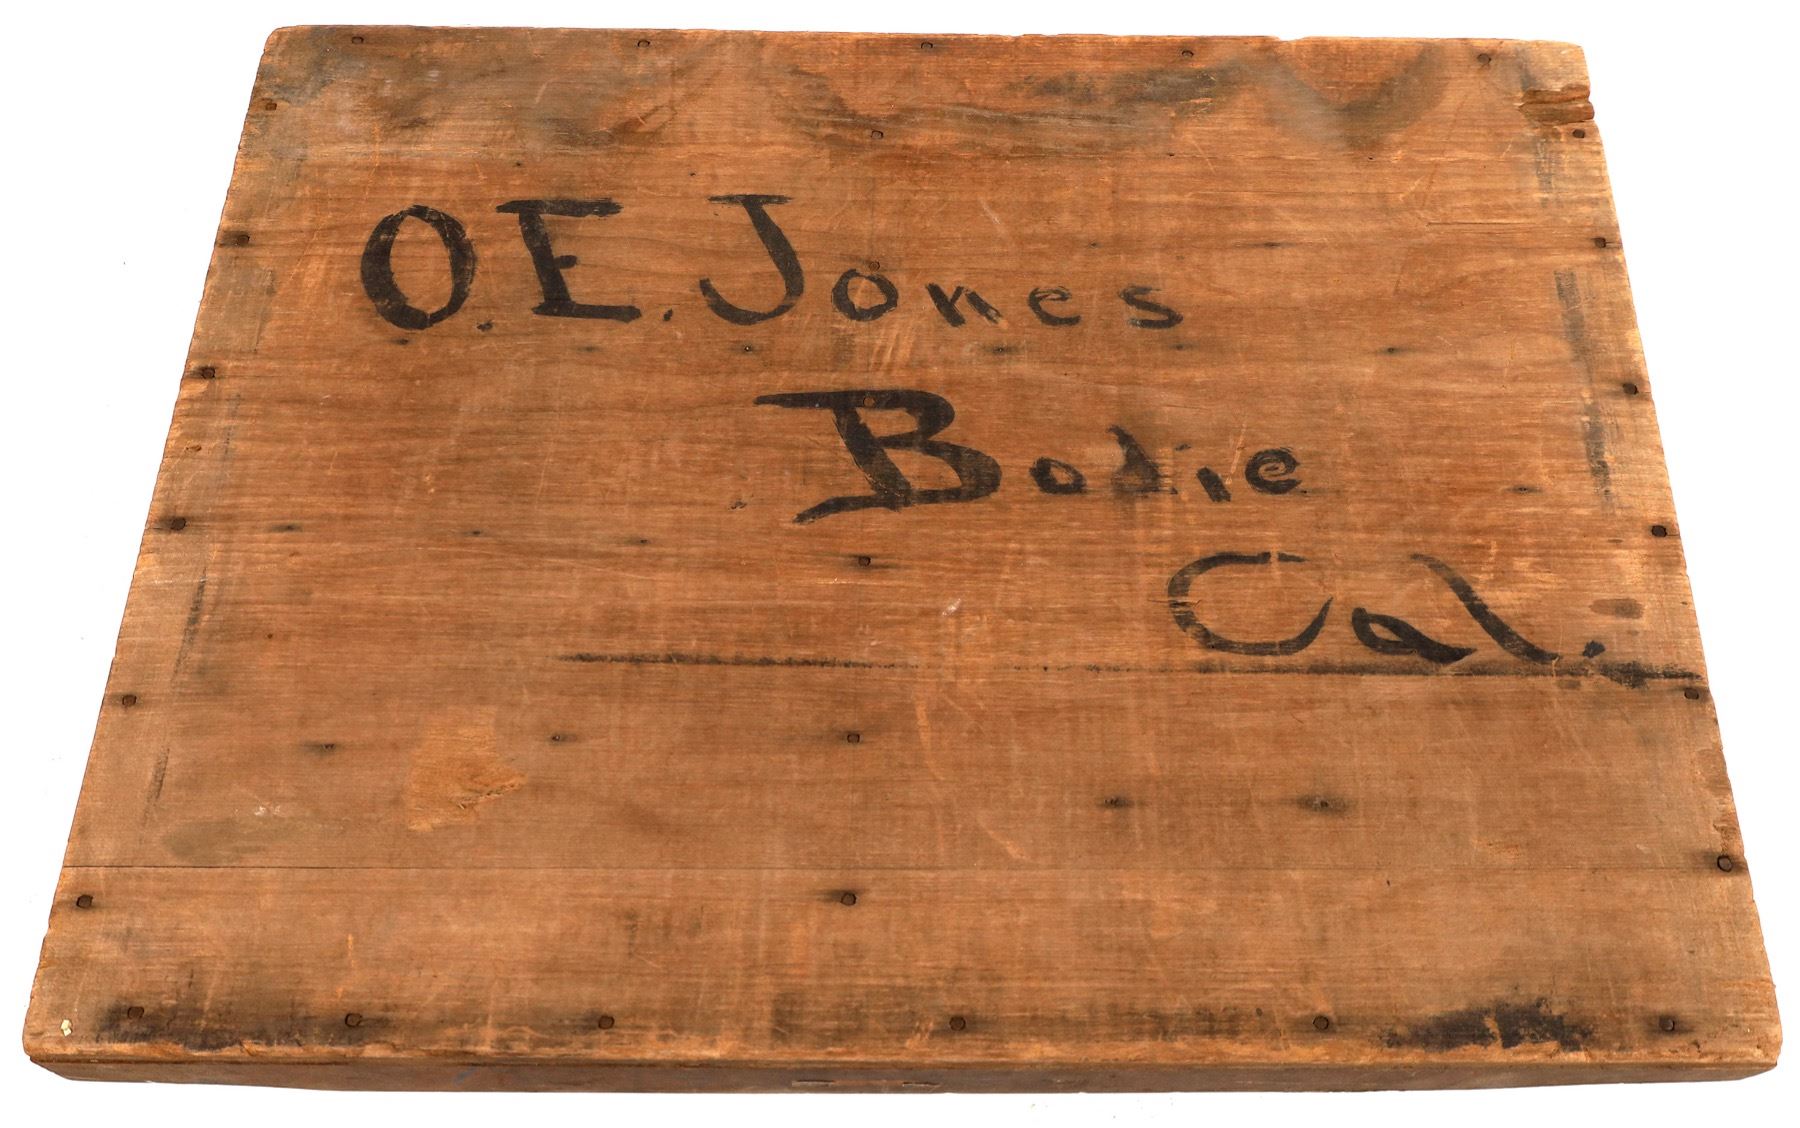 O.E. Jones
Bodie
Cal.